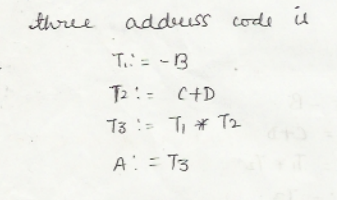 three address code is
T1:= -B
T2:= C+D
T3:= T1 * T2
A:= T3